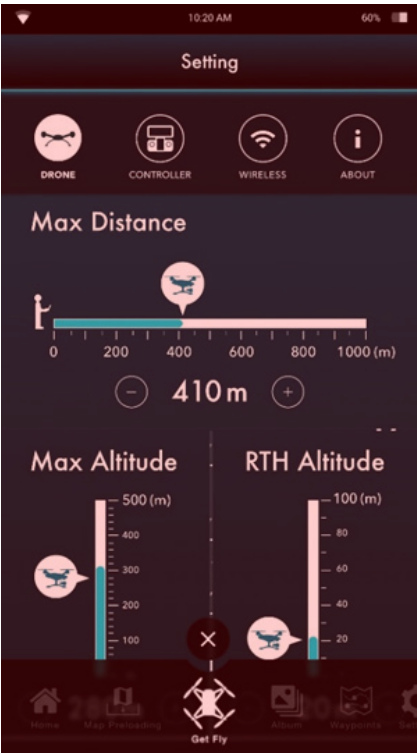 10:20 AM 60%
Setting
DRONE CONTROLLER WIRELESS ABOUT
Max Distance
0 200 400 600 800 1000 (m)
410 m
Max Altitude RTH Altitude
500 (m) 100 (m)
400 80
300 60
200 40
100 20
Home Map Preloading Get Fly Album Waypoints